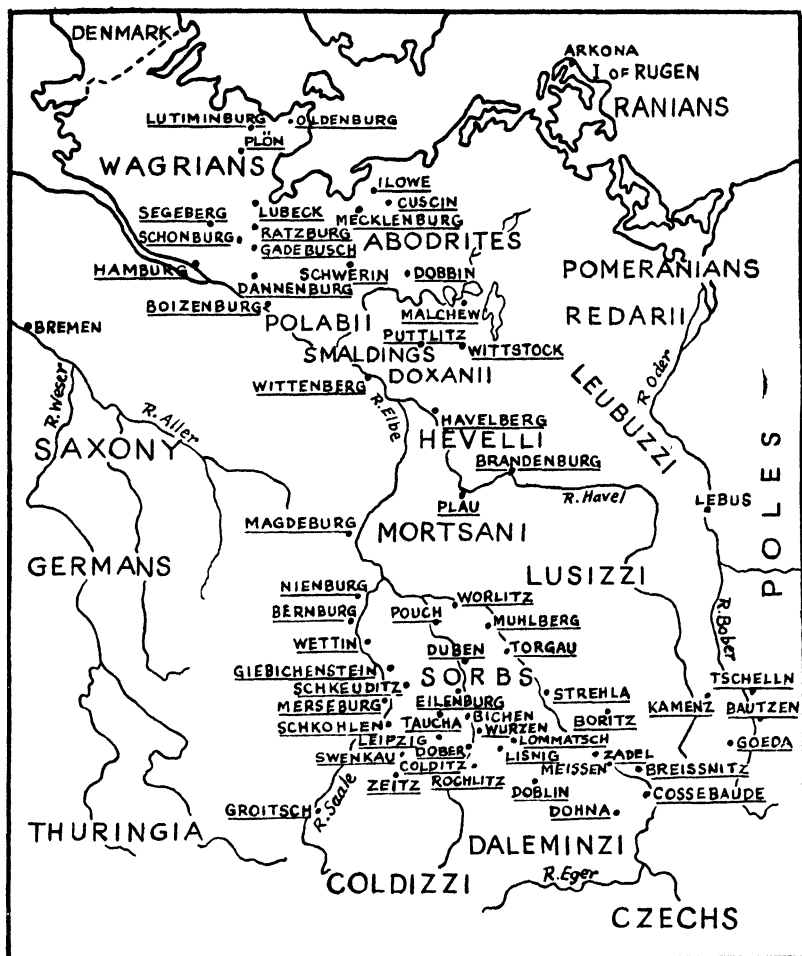 DENMARK
ARKONA
I OF RUGEN
RANIANS
LUTIMINBURG
OLDENBURG
PLÖN
WAGRIANS
ILOWE
CUSCIN
SEGEBERG
LUBECK
MECKLENBURG
SCHONBURG
RATZBURG
ABODRITES
GADEBUSCH
HAMBURG
SCHWERIN
DOBBIN
POMERANIANS
DANNENBURG
BOIZENBURG
MALCHEW
REDARII
BREMEN
POLABII
PUTTLITZ
SMALDINGS
WITTSTOCK
WITTENBERG
DOXANII
LEUBUZZI
R. Oder
R. Weser
R. Aller
R. Elbe
HAVELBERG
SAXONY
HEVELLI
BRANDENBURG
POLES
PLAU
R. Havel
LEBUS
MAGDEBURG
MORTSANI
GERMANS
LUSIZZI
NIENBURG
WORLITZ
BERNBURG
POUCH
MUHLBERG
R. Bober
WETTIN
DUBEN
TORGAU
GIEBICHENSTEIN
SORBS
TSCHELLN
SCHKEUDITZ
STREHLA
MERSEBURG
EILENBURG
KAMENZ
BAUTZEN
SCHKOHLEN
TAUCHA
BICHEN
BORITZ
WURZEN
LEIPZIG
LOMMATSCH
GOEDA
SWENKAU
DOBER
LISNIG
ZADEL
COLDITZ
MEISSEN
BREISSNITZ
ZEITZ
ROCHLITZ
DOBLIN
COSSEBAUDE
GROITSCH
R. Saale
DOHNA
THURINGIA
DALEMINZI
COLDIZZI
R. Eger
CZECHS